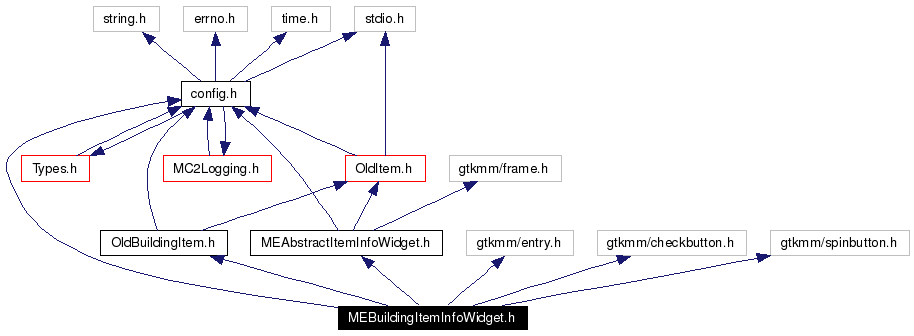 string.h
errno.h
time.h
stdio.h
config.h
Types.h
MC2Logging.h
OldItem.h
gtkmm/frame.h
OldBuildingItem.h
MEAbstractItemInfoWidget.h
gtkmm/entry.h
gtkmm/checkbutton.h
gtkmm/spinbutton.h
MEBuildingItemInfoWidget.h